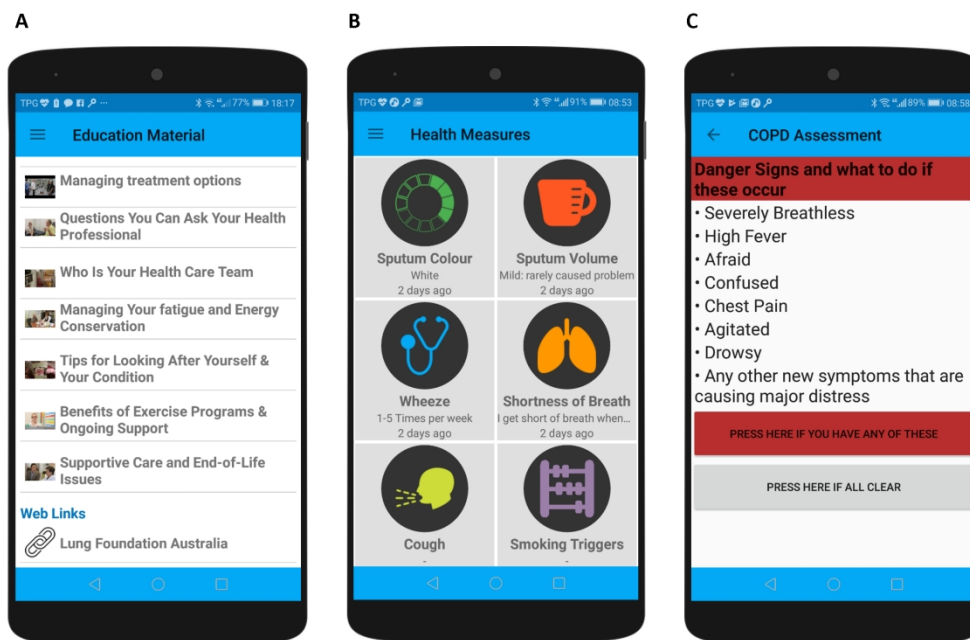 A
B
C
TPG 77% 18:17
Education Material
Managing treatment options
Questions You Can Ask Your Health
Professional
Who Is Your Health Care Team
Managing Your fatigue and Energy
Conservation
Tips for Looking After Yourself &
Your Condition
Benefits of Exercise Programs &
Ongoing Support
Supportive Care and End-of-Life
Issues
Web Links
Lung Foundation Australia
TPG 91% 08:53
Health Measures
Sputum Colour
White
2 days ago
Sputum Volume
Mild: rarely caused problem
2 days ago
Wheeze
1-5 Times per week
2 days ago
Shortness of Breath
I get short of breath when...
2 days ago
Cough
-
Smoking Triggers
-
TPG 89% 08:58
COPD Assessment
Danger Signs and what to do if
these occur
• Severely Breathless
• High Fever
• Afraid
• Confused
• Chest Pain
• Agitated
• Drowsy
• Any other new symptoms that are
causing major distress
PRESS HERE IF YOU HAVE ANY OF THESE
PRESS HERE IF ALL CLEAR